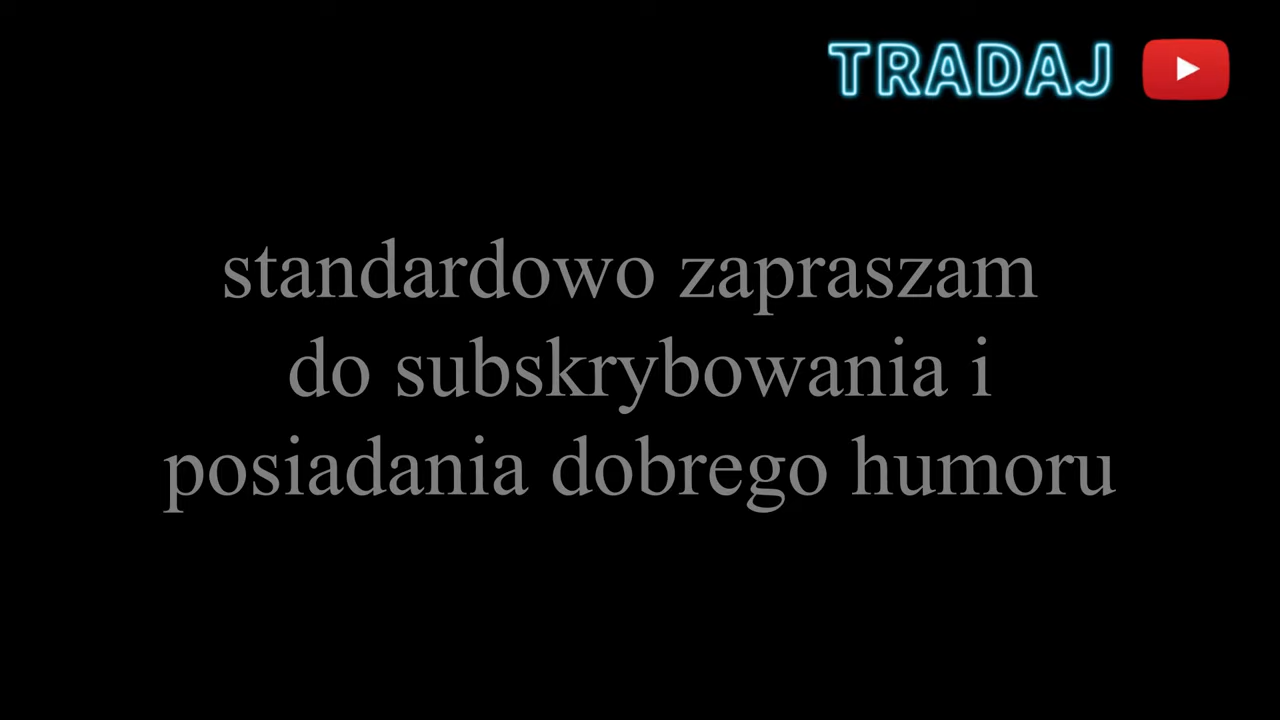 TRADAJ
standardowo zapraszam
do subskrybowania i
posiadania dobrego humoru